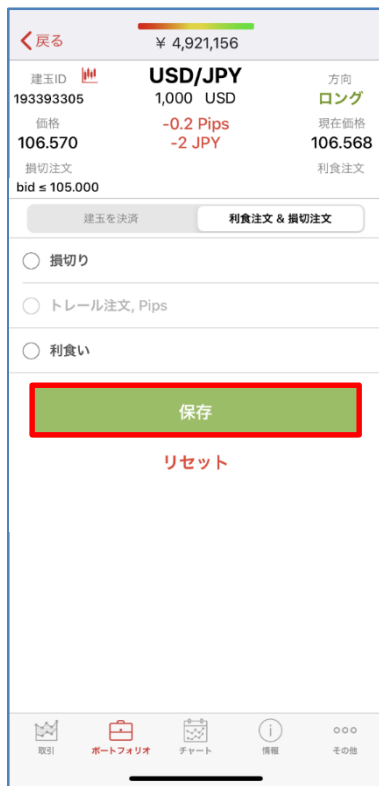 戻る
¥ 4,921,156
建玉ID
193393305
USD/JPY
1,000 USD
方向
ロング
価格
106.570
-0.2 Pips
-2 JPY
現在価格
106.568
損切注文
bid ≤ 105.000
利食注文
建玉を決済
利食注文 & 損切注文
損切り
トレール注文, Pips
利食い
保存
リセット
取引
ポートフォリオ
チャート
情報
その他